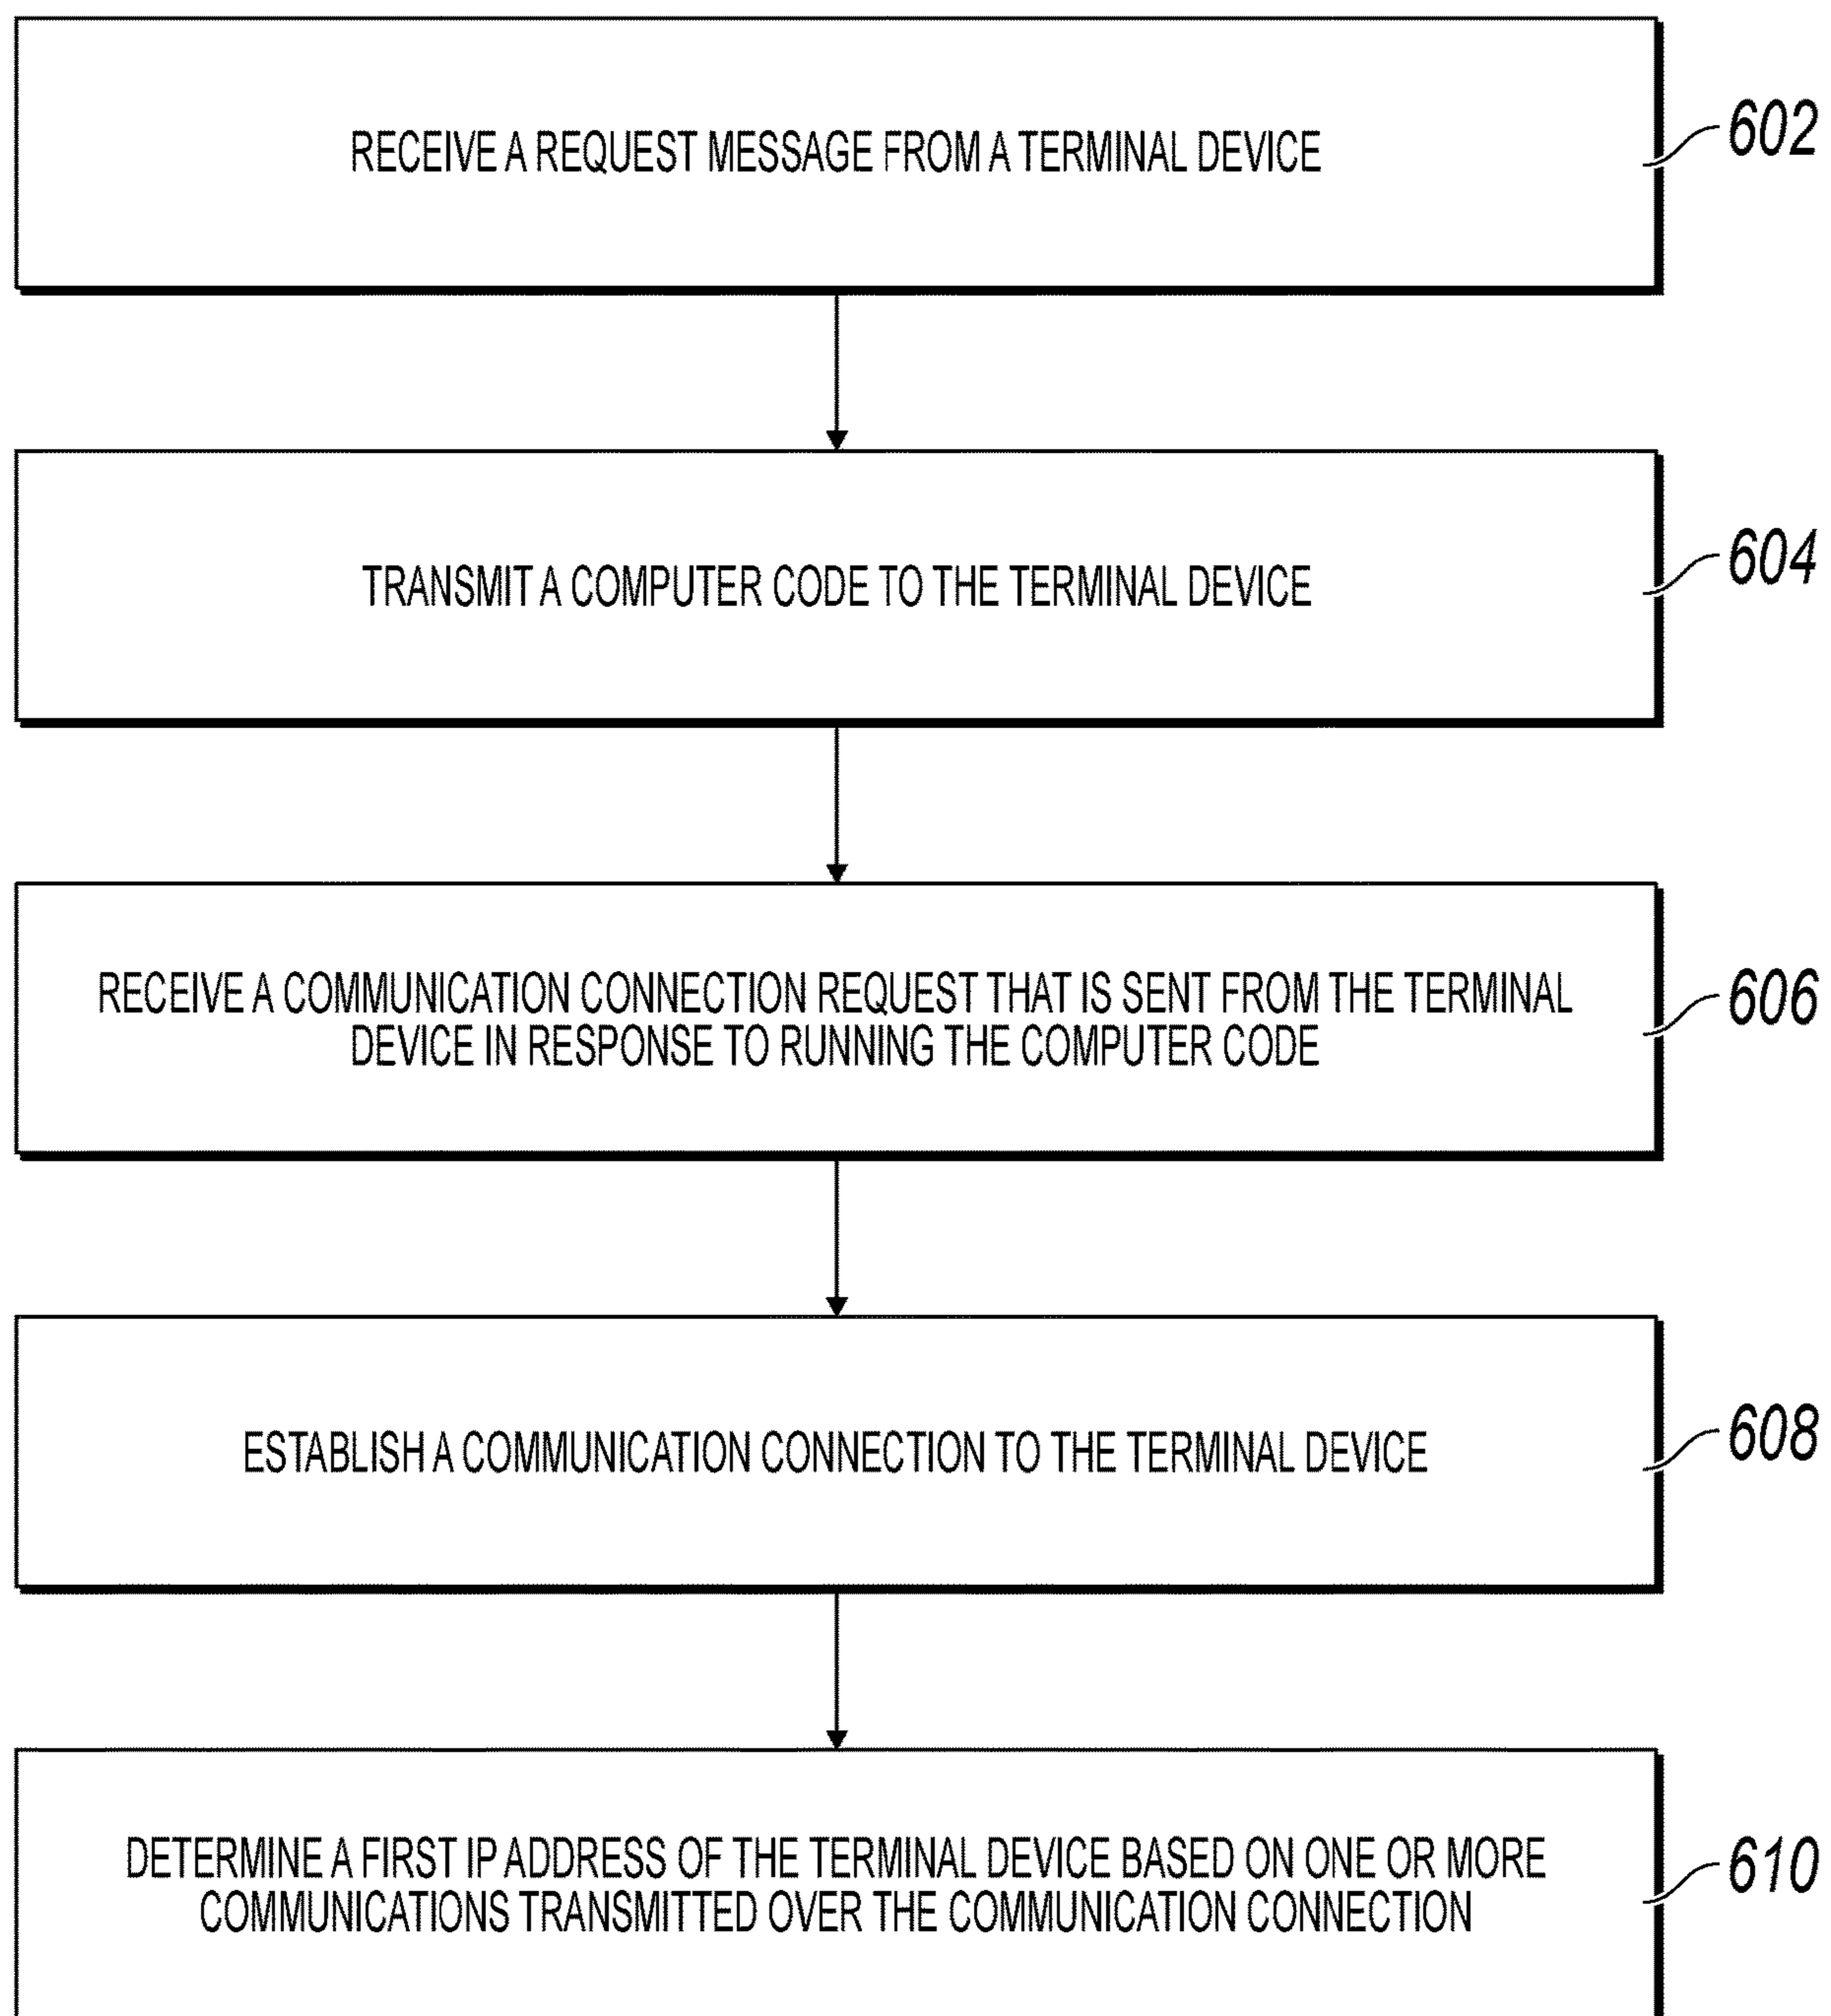 RECEIVE A REQUEST MESSAGE FROM A TERMINAL DEVICE
602
TRANSMIT A COMPUTER CODE TO THE TERMINAL DEVICE
604
RECEIVE A COMMUNICATION CONNECTION REQUEST THAT IS SENT FROM THE TERMINAL
DEVICE IN RESPONSE TO RUNNING THE COMPUTER CODE
606
ESTABLISH A COMMUNICATION CONNECTION TO THE TERMINAL DEVICE
608
DETERMINE A FIRST IP ADDRESS OF THE TERMINAL DEVICE BASED ON ONE OR MORE
COMMUNICATIONS TRANSMITTED OVER THE COMMUNICATION CONNECTION
610